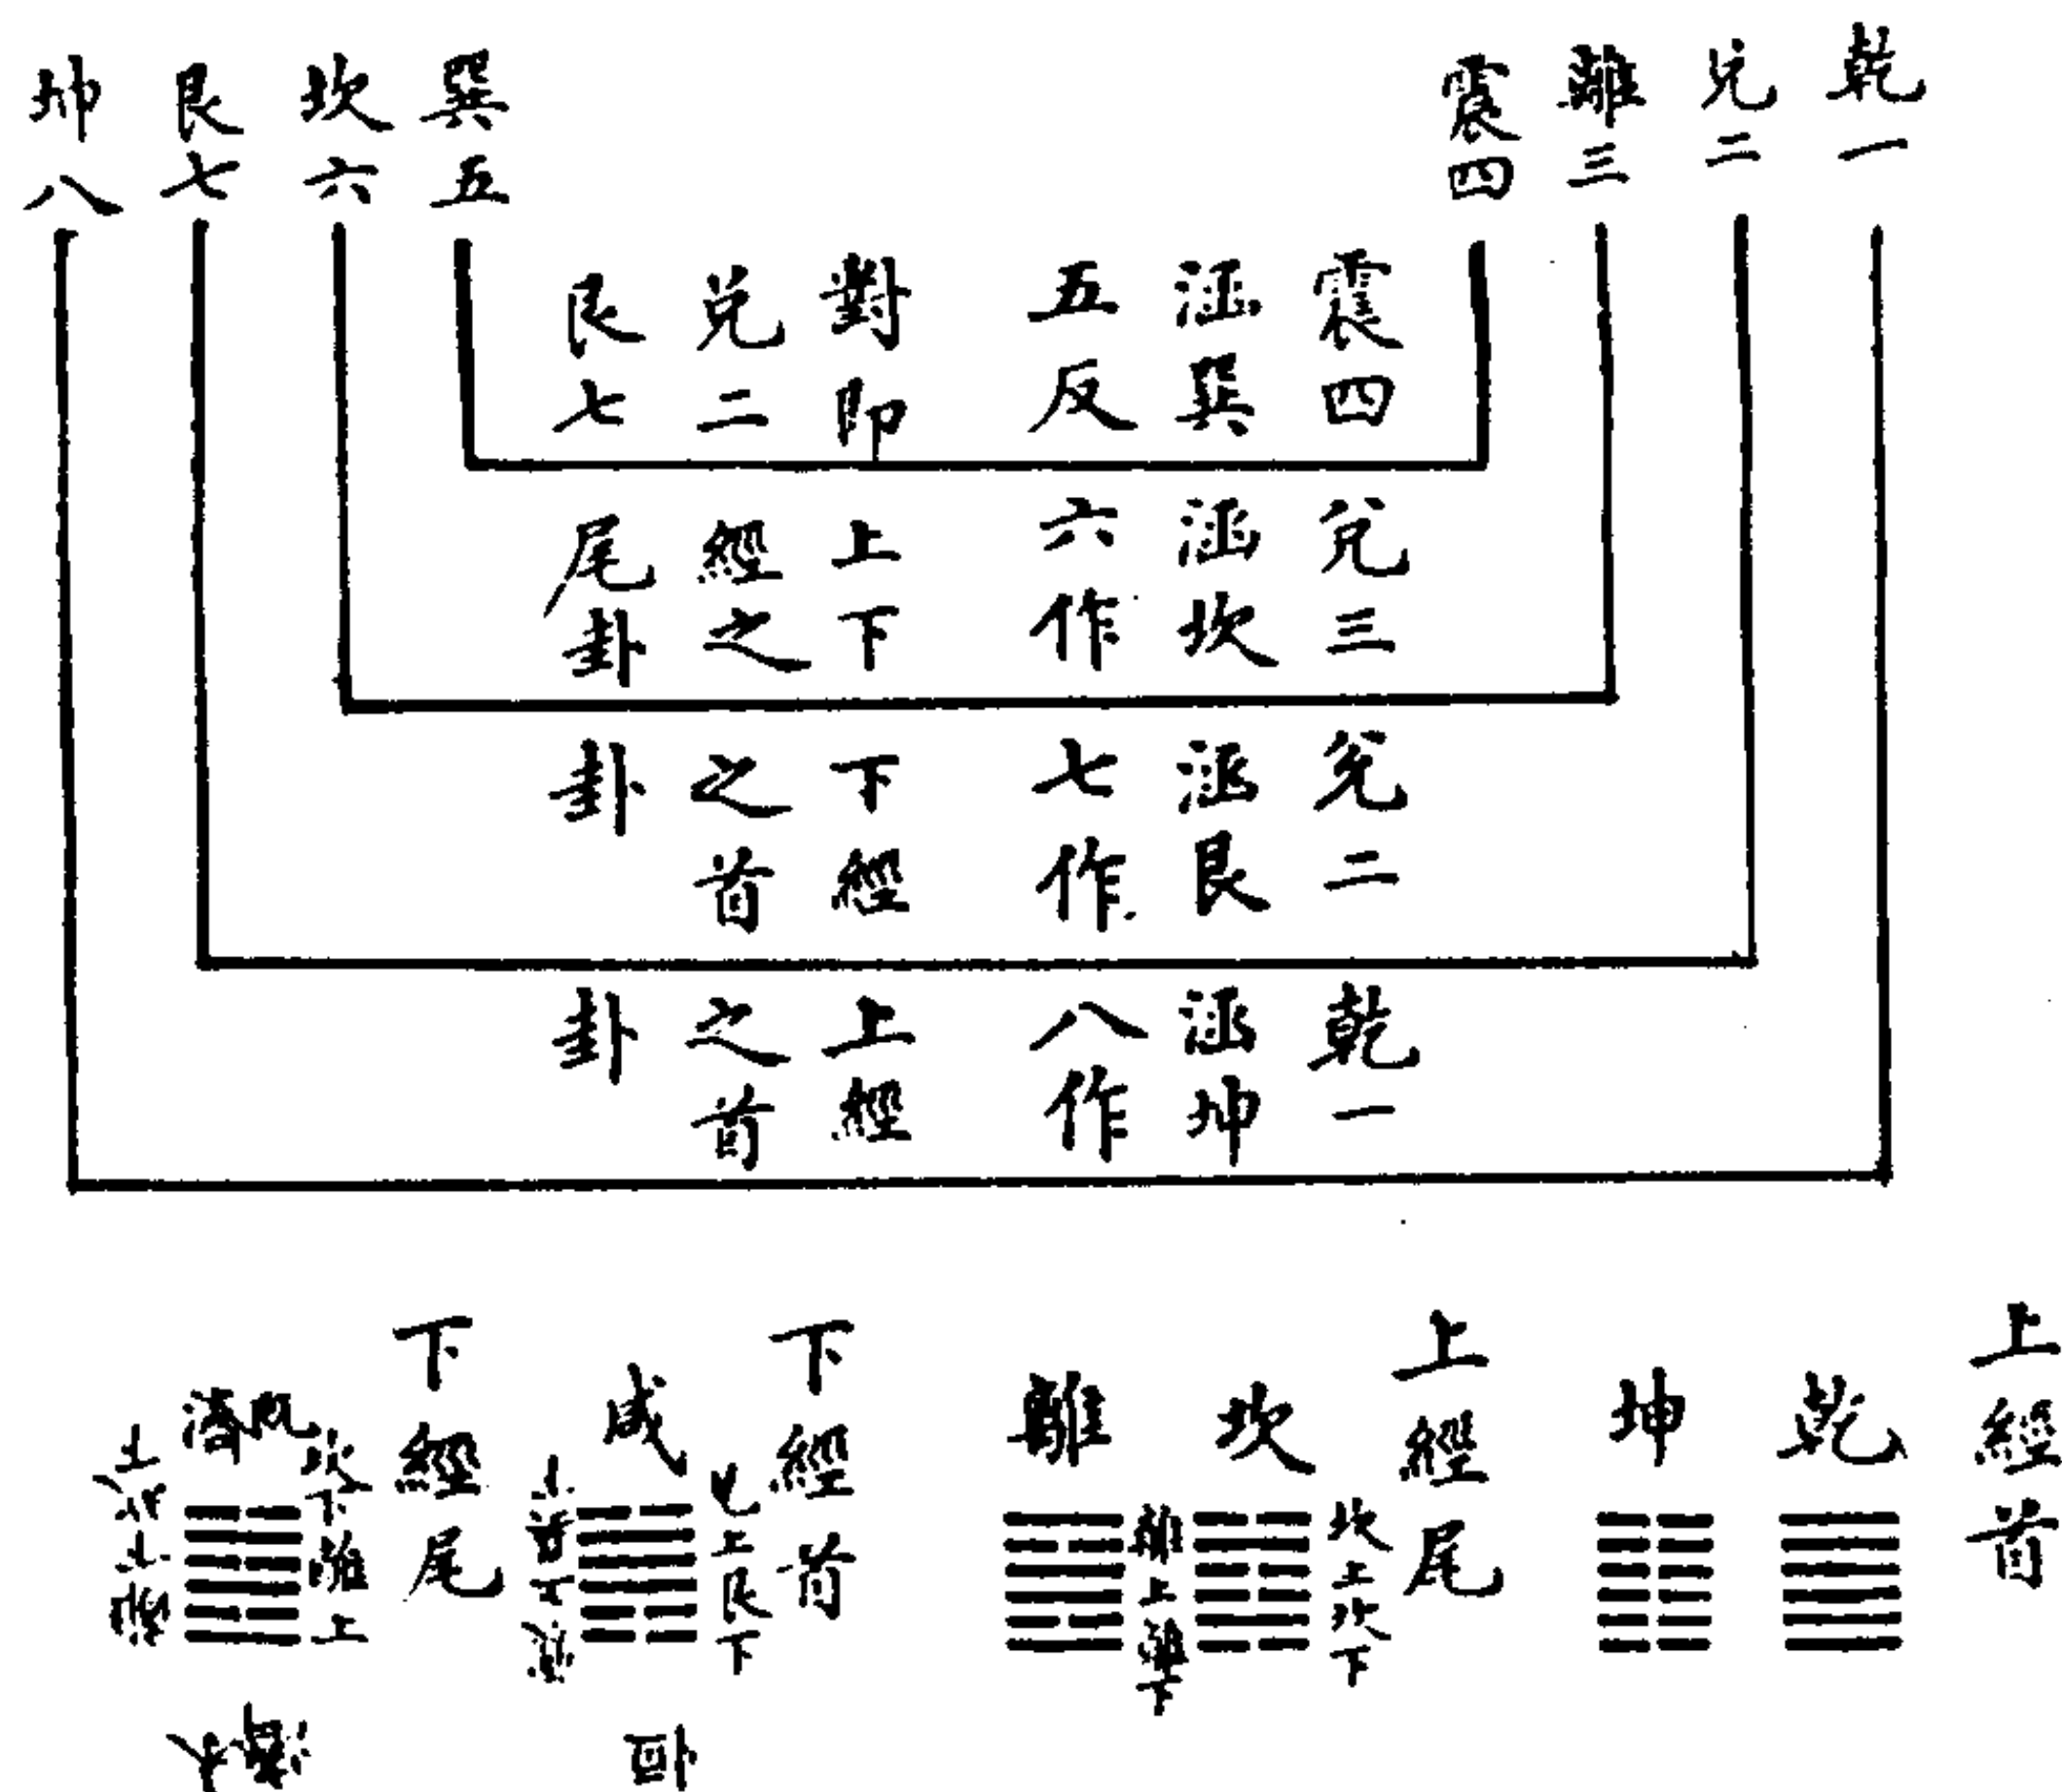 乾一
兌二
離三
震四
巽五
坎六
艮七
坤八
震四
涵巽
五反
對即
兌二
艮七
兌三
涵坎
六作
上下
經之
尾卦
兌二
涵艮
七作
下經
之首
卦
乾一
涵坤
八作
上經
之首
卦
上經首
乾
坤
上經尾
坎
坎上坎下
離
離上離下
下經首
咸
兌上艮下
下經尾
既濟
坎下離上